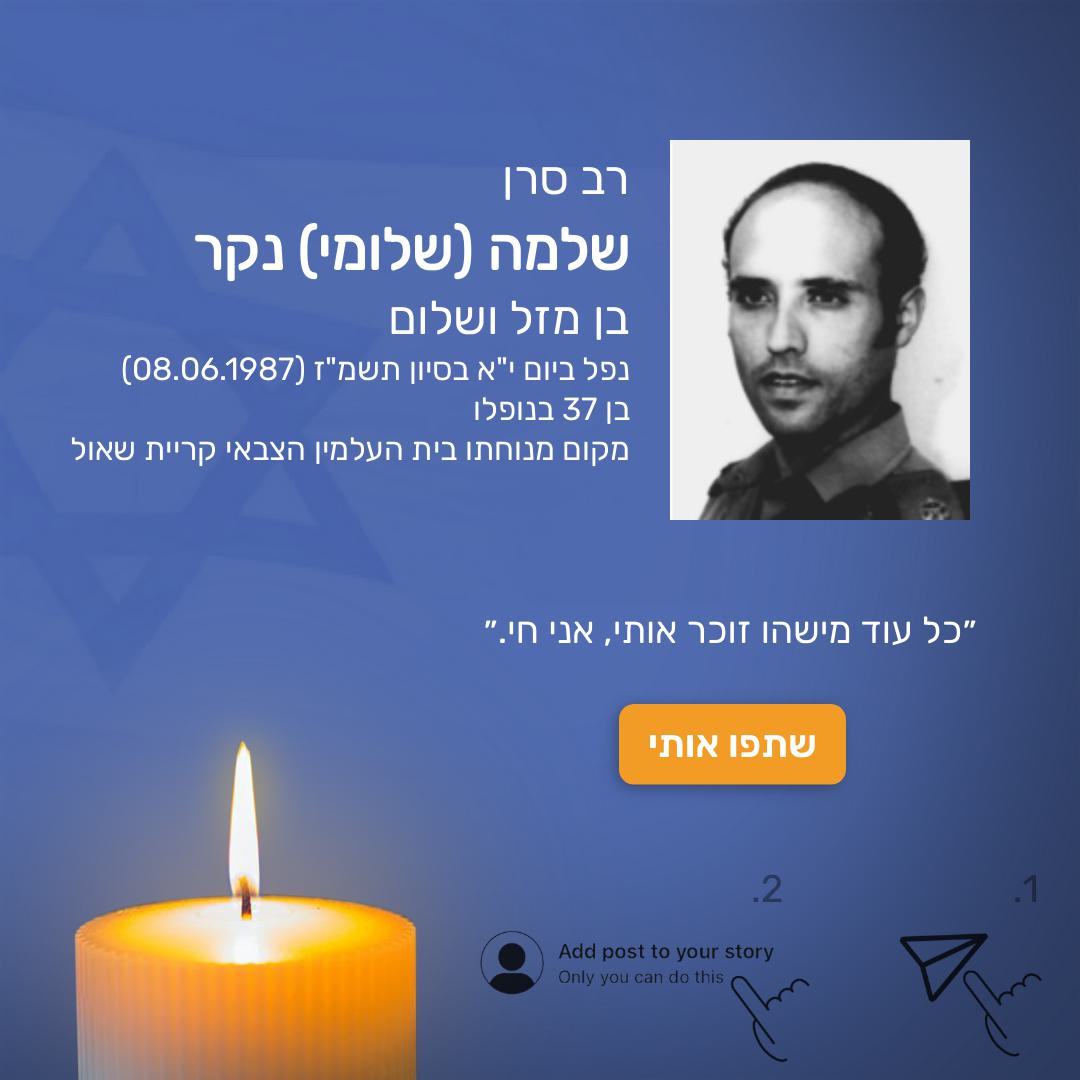 רב סרן
שלמה (שלומי) נקר
בן מזל ושלום
נפל ביום י"א בסיון תשמ"ז (08.06.1987)
בן 37 בנופלו
מקום מנוחתו בית העלמין הצבאי קריית שאול
״כל עוד מישהו זוכר אותי, אני חי.״
שתפו אותי
1.
2.
Add post to your story
Only you can do this